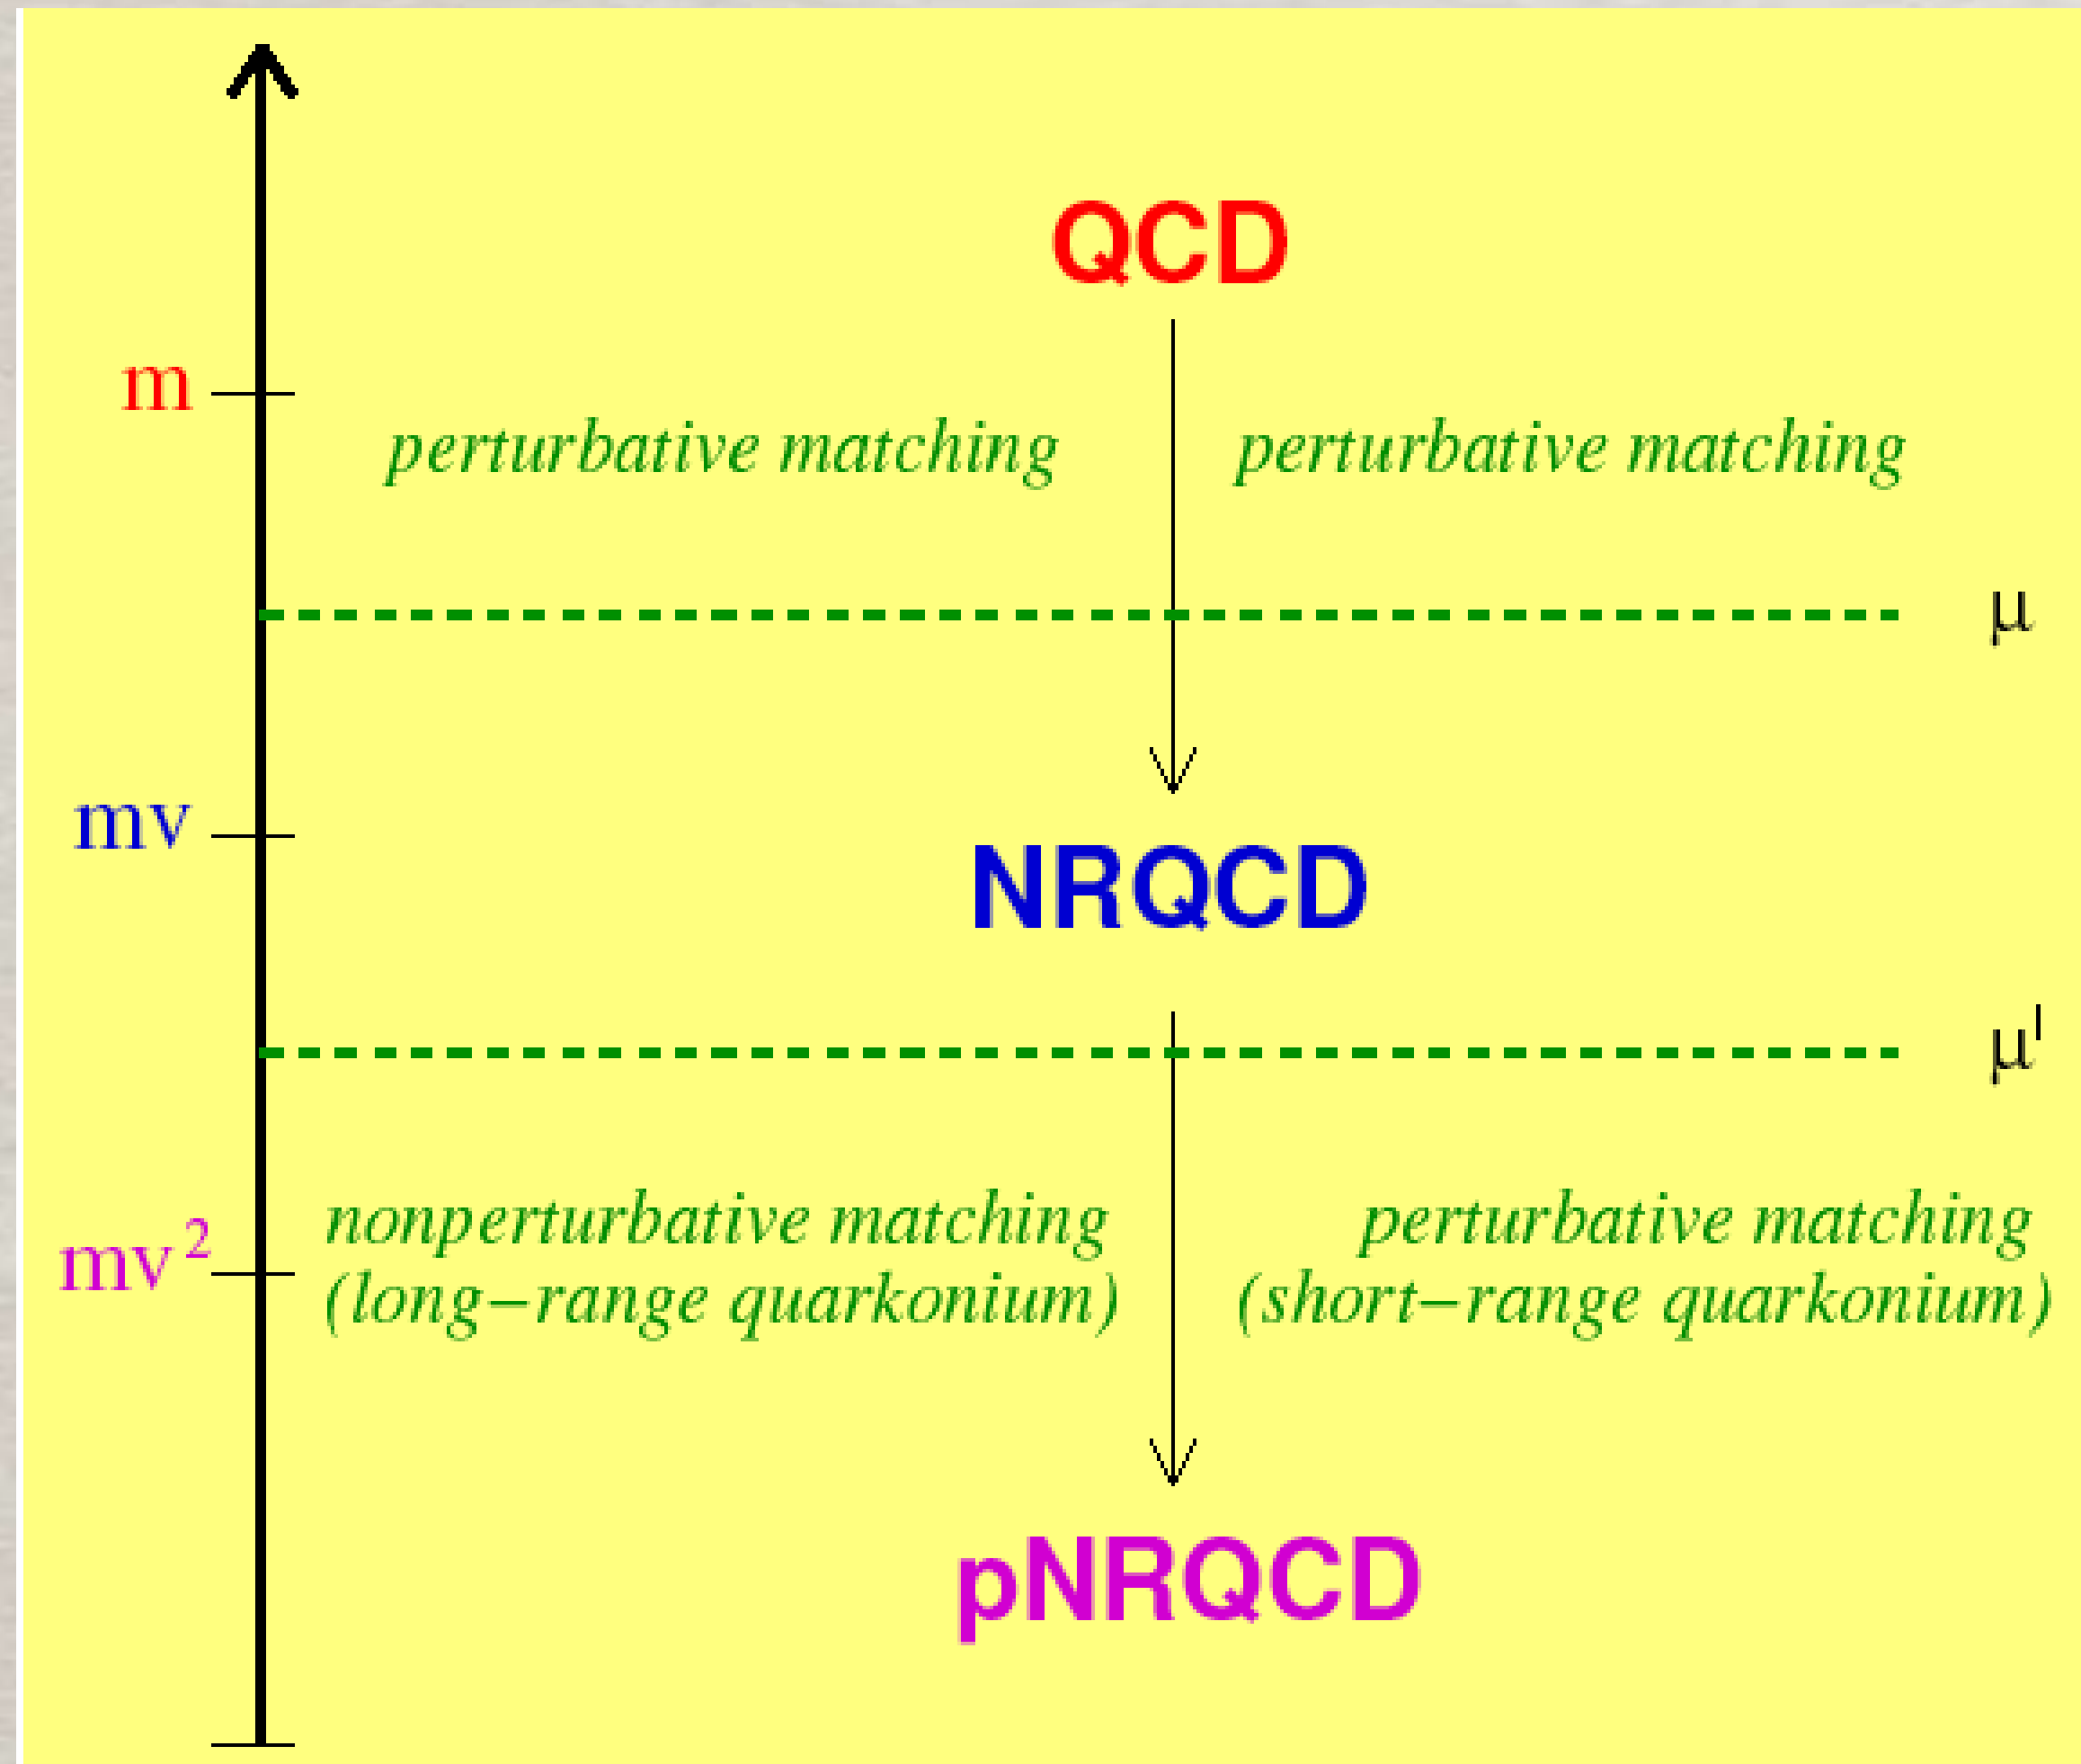 QCD
m
perturbative matching perturbative matching
μ
mv
NRQCD
μ'
nonperturbative matching perturbative matching
mv²
(long–range quarkonium) (short–range quarkonium)
pNRQCD